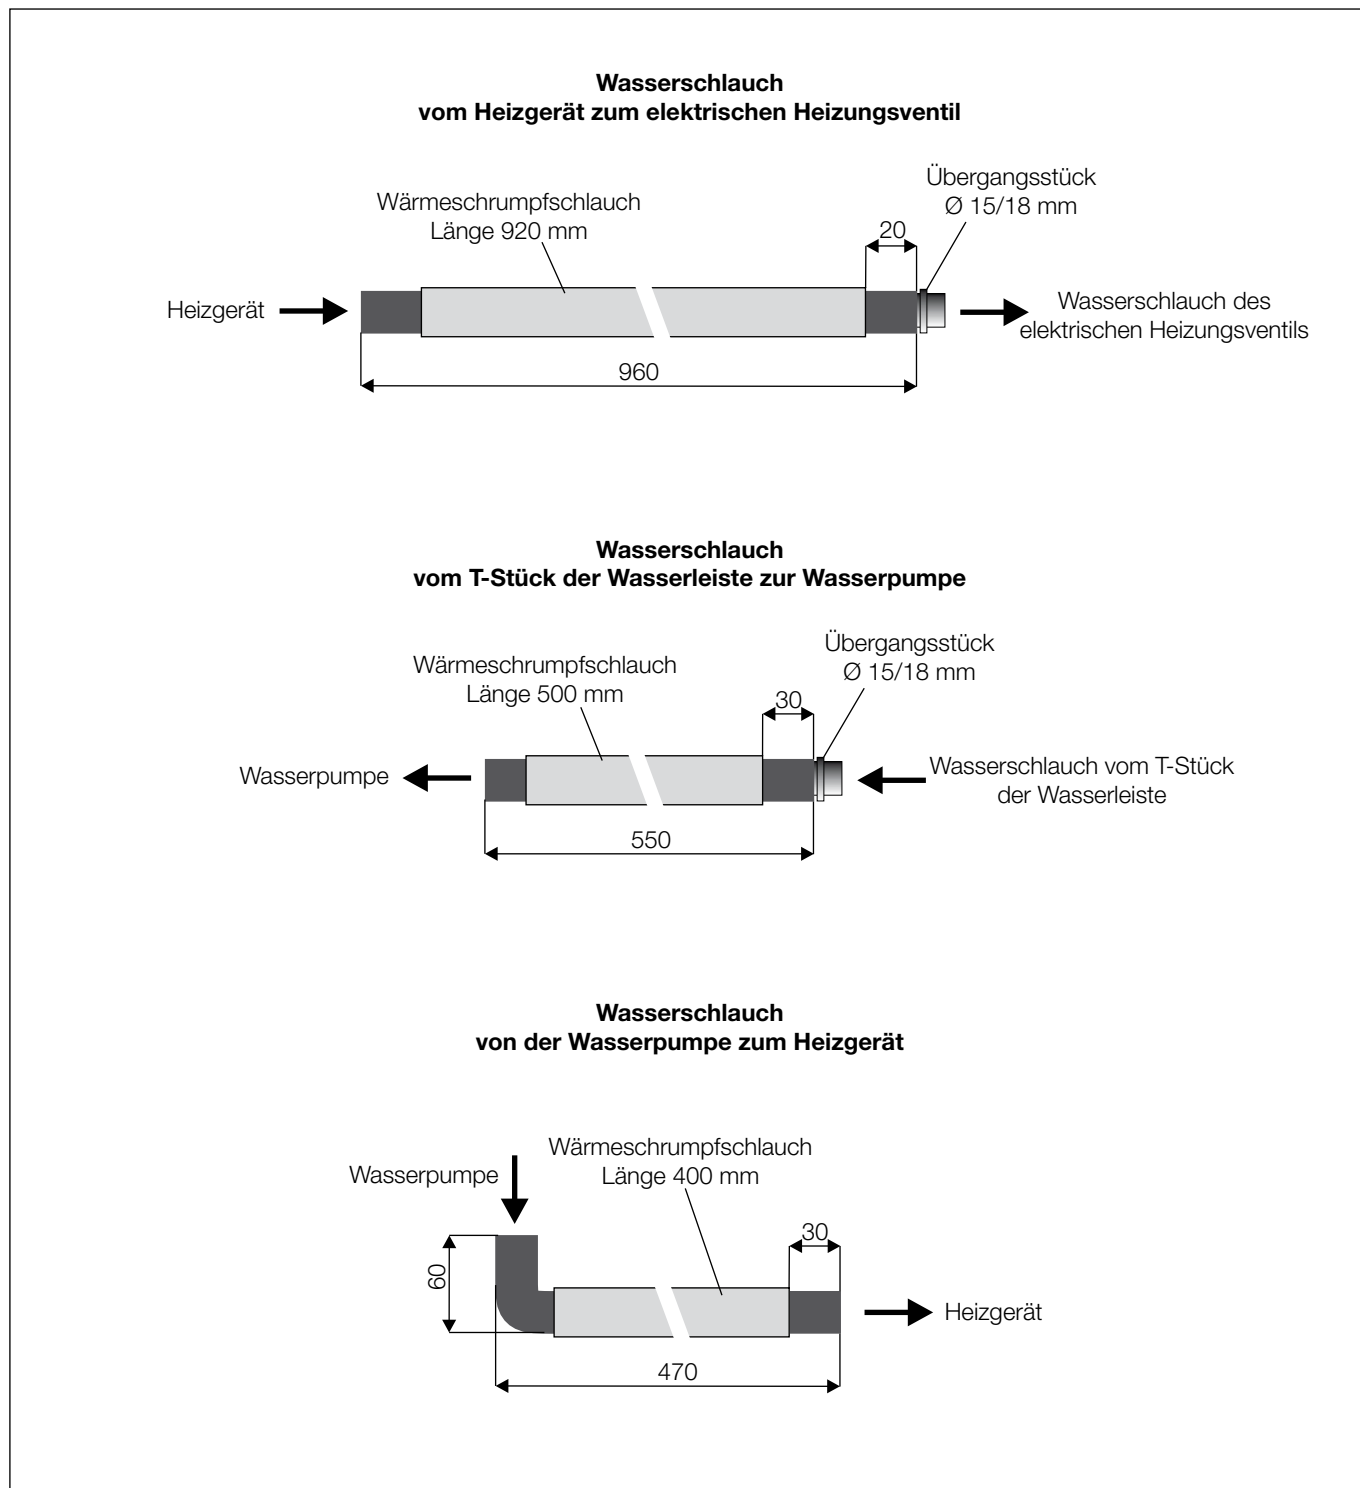 Wasserschlauch
vom Heizgerät zum elektrischen Heizungsventil
Übergangsstück
Ø 15/18 mm
Wärmeschrumpfschlauch
Länge 920 mm
20
Heizgerät
Wasserschlauch des
elektrischen Heizungsventils
960
Wasserschlauch
vom T-Stück der Wasserleiste zur Wasserpumpe
Übergangsstück
Ø 15/18 mm
Wärmeschrumpfschlauch
Länge 500 mm
30
Wasserpumpe
Wasserschlauch vom T-Stück
der Wasserleiste
550
Wasserschlauch
von der Wasserpumpe zum Heizgerät
Wärmeschrumpfschlauch
Länge 400 mm
Wasserpumpe
30
60
Heizgerät
470